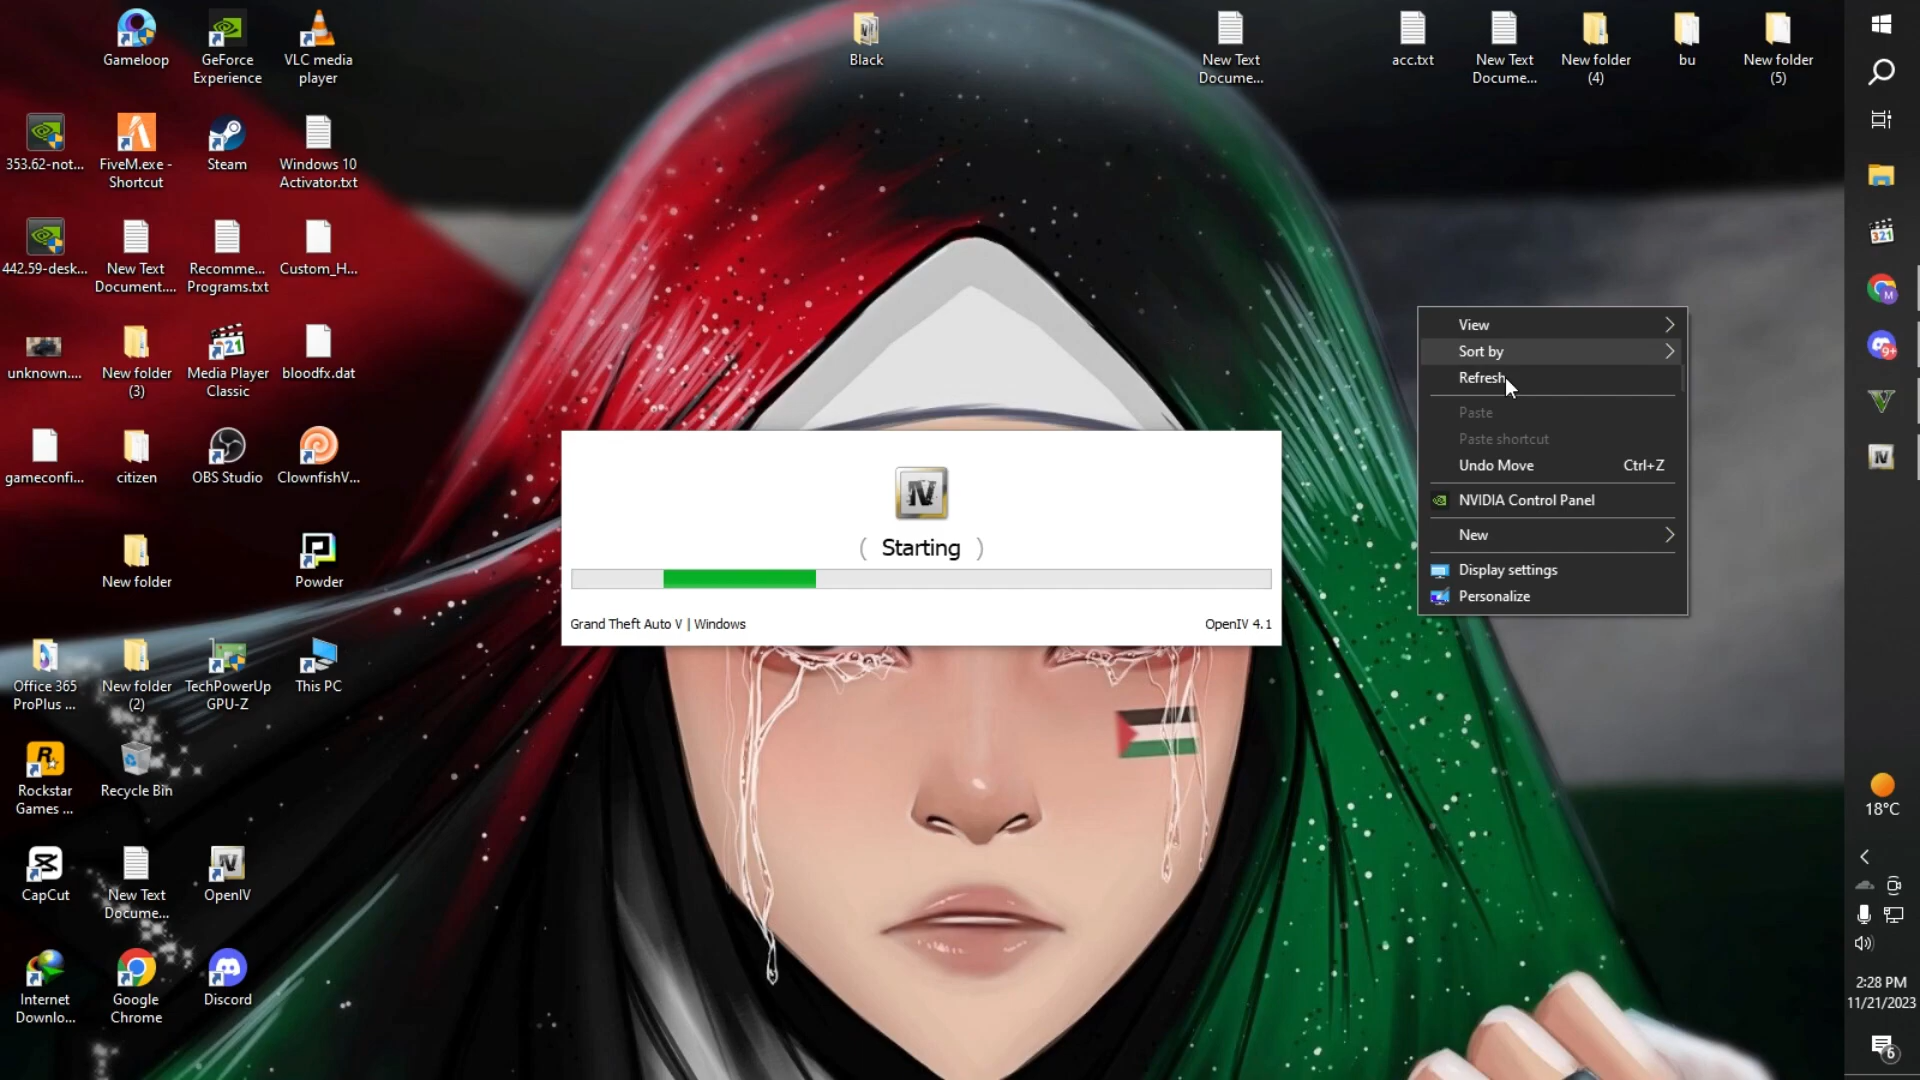 Gameloop
GeForce
Experience
VLC media
player
Black
New Text
Docume...
acc.txt
New Text
Docume...
New folder
(4)
bu
New folder
(5)
353.62-not...
FiveM.exe -
Shortcut
Steam
Windows 10
Activator.txt
442.59-desk...
New Text
Document....
Recomme...
Programs.txt
Custom_H...
unknown....
New folder
(3)
Media Player
Classic
bloodfx.dat
gameconfi...
citizen
OBS Studio
ClownfishV...
New folder
Powder
Office 365
ProPlus ...
New folder
(2)
TechPowerUp
GPU-Z
This PC
Rockstar
Games ...
Recycle Bin
CapCut
New Text
Docume...
OpenIV
Internet
Downlo...
Google
Chrome
Discord
IV
( Starting )
Grand Theft Auto V | Windows
OpenIV 4.1
View
Sort by
Refresh
Paste
Paste shortcut
Undo Move Ctrl+Z
NVIDIA Control Panel
New
Display settings
Personalize
321
M
9+
V
IV
18°C
2:28 PM
11/21/2023
6